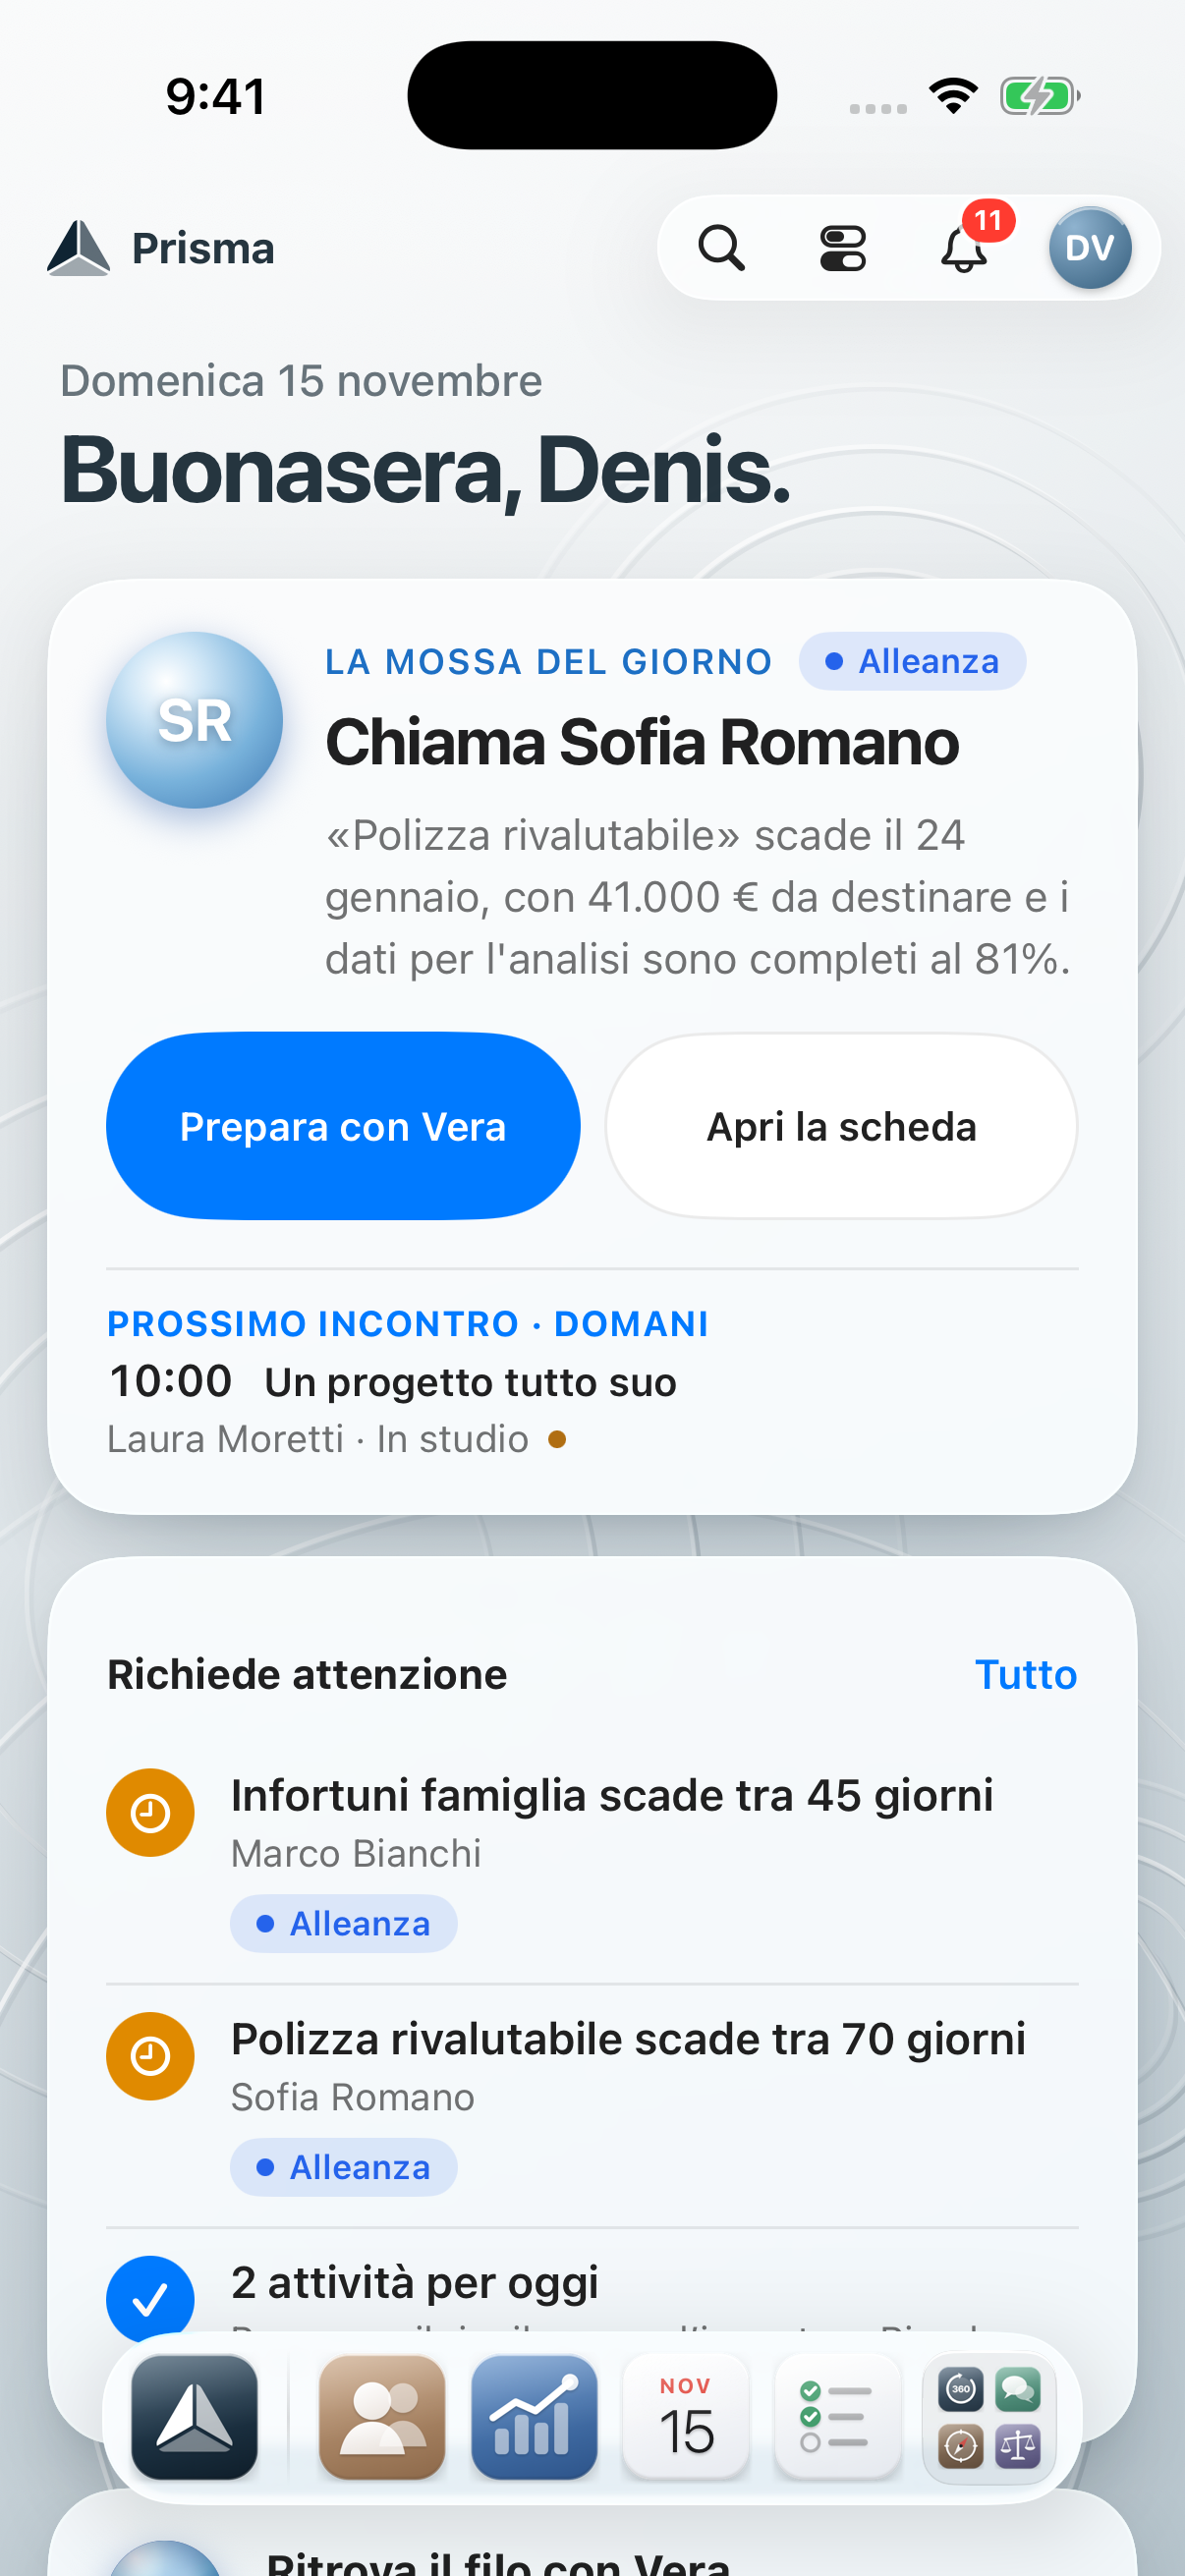 9:41
Prisma
11
DV
Domenica 15 novembre
Buonasera, Denis.
SR
LA MOSSA DEL GIORNO
Alleanza
Chiama Sofia Romano
«Polizza rivalutabile» scade il 24
gennaio, con 41.000 € da destinare e i
dati per l'analisi sono completi al 81%.
Prepara con Vera
Apri la scheda
PROSSIMO INCONTRO · DOMANI
10:00 Un progetto tutto suo
Laura Moretti · In studio
Richiede attenzione
Tutto
Infortuni famiglia scade tra 45 giorni
Marco Bianchi
Alleanza
Polizza rivalutabile scade tra 70 giorni
Sofia Romano
Alleanza
2 attività per oggi
NOV
15
360
Ritrova il filo con Vera